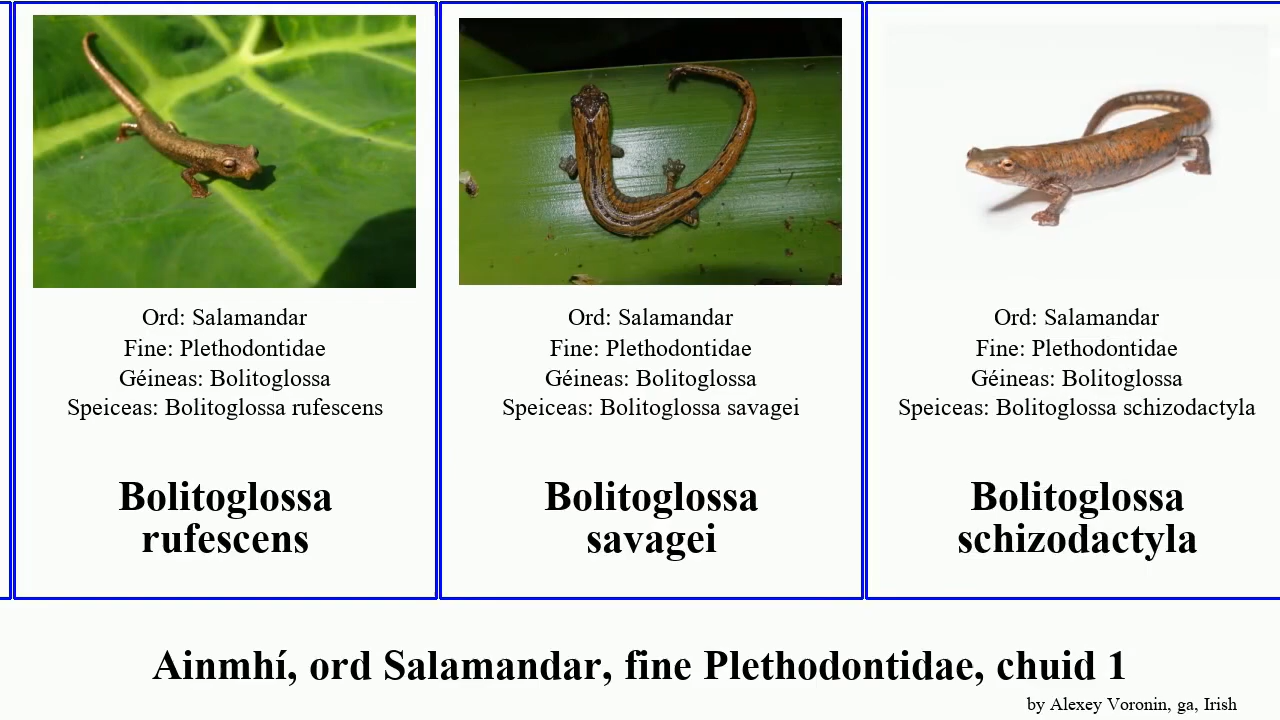 Ord: Salamandar
Fine: Plethodontidae
Géineas: Bolitoglossa
Speiceas: Bolitoglossa rufescens
Bolitoglossa
rufescens
Ord: Salamandar
Fine: Plethodontidae
Géineas: Bolitoglossa
Speiceas: Bolitoglossa savagei
Bolitoglossa
savagei
Ord: Salamandar
Fine: Plethodontidae
Géineas: Bolitoglossa
Speiceas: Bolitoglossa schizodactyla
Bolitoglossa
schizodactyla
Ainmhí, ord Salamandar, fine Plethodontidae, chuid 1
by Alexey Voronin, ga, Irish